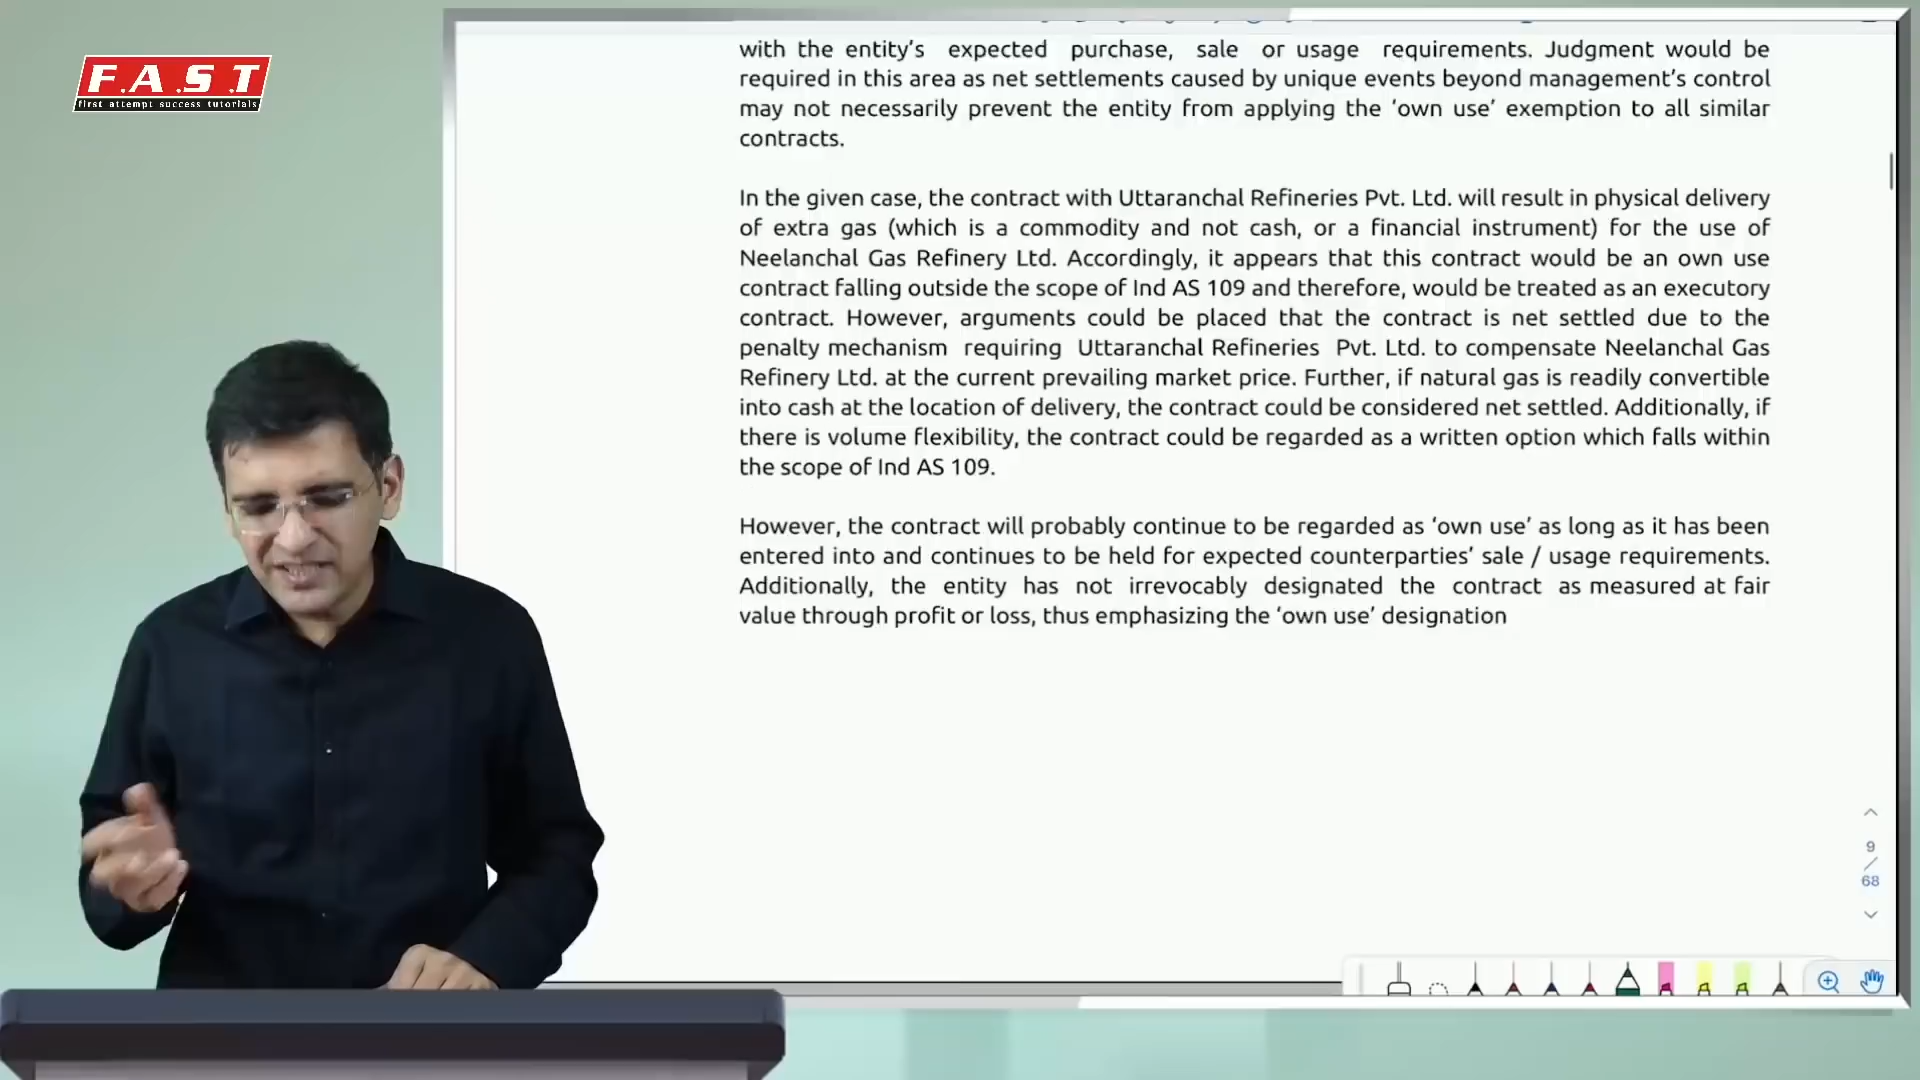 F.A.S.T
first attempt success tutorials
with the entity’s expected purchase, sale or usage requirements. Judgment would be
required in this area as net settlements caused by unique events beyond management’s control
may not necessarily prevent the entity from applying the ‘own use’ exemption to all similar
contracts.
In the given case, the contract with Uttaranchal Refineries Pvt. Ltd. will result in physical delivery
of extra gas (which is a commodity and not cash, or a financial instrument) for the use of
Neelanchal Gas Refinery Ltd. Accordingly, it appears that this contract would be an own use
contract falling outside the scope of Ind AS 109 and therefore, would be treated as an executory
contract. However, arguments could be placed that the contract is net settled due to the
penalty mechanism requiring Uttaranchal Refineries Pvt. Ltd. to compensate Neelanchal Gas
Refinery Ltd. at the current prevailing market price. Further, if natural gas is readily convertible
into cash at the location of delivery, the contract could be considered net settled. Additionally, if
there is volume flexibility, the contract could be regarded as a written option which falls within
the scope of Ind AS 109.
However, the contract will probably continue to be regarded as ‘own use’ as long as it has been
entered into and continues to be held for expected counterparties’ sale / usage requirements.
Additionally, the entity has not irrevocably designated the contract as measured at fair
value through profit or loss, thus emphasizing the ‘own use’ designation
9
/
68